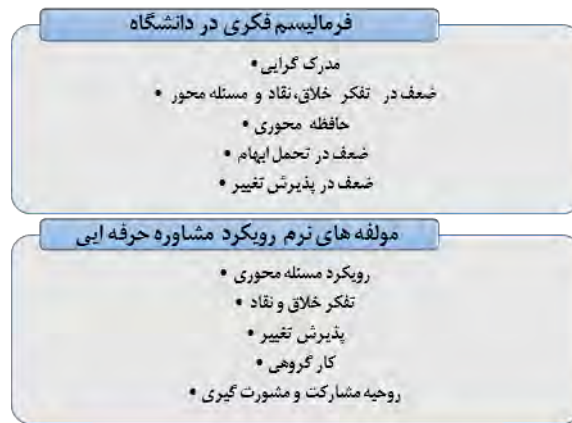 فرمالیسم فکری در دانشگاه
مدرک گرایی •
ضعف در تفکر خلاق،نقاد و مسئله محور •
حافظه محوری •
ضعف در تحمل ابهام •
ضعف در پذیرش تغییر •
مولفه های نرم رویکرد مشاوره حرفه ایی
رویکرد مسئله محوری •
تفکر خلاق و نقاد •
پذیرش تغییر •
کار گروهی •
روحیه مشارکت و مشورت گیری •